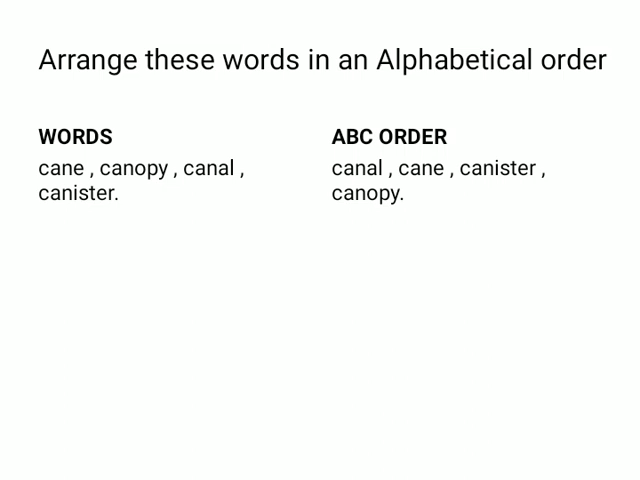 Arrange these words in an Alphabetical order
WORDS
cane , canopy , canal ,
canister.
ABC ORDER
canal , cane , canister ,
canopy.